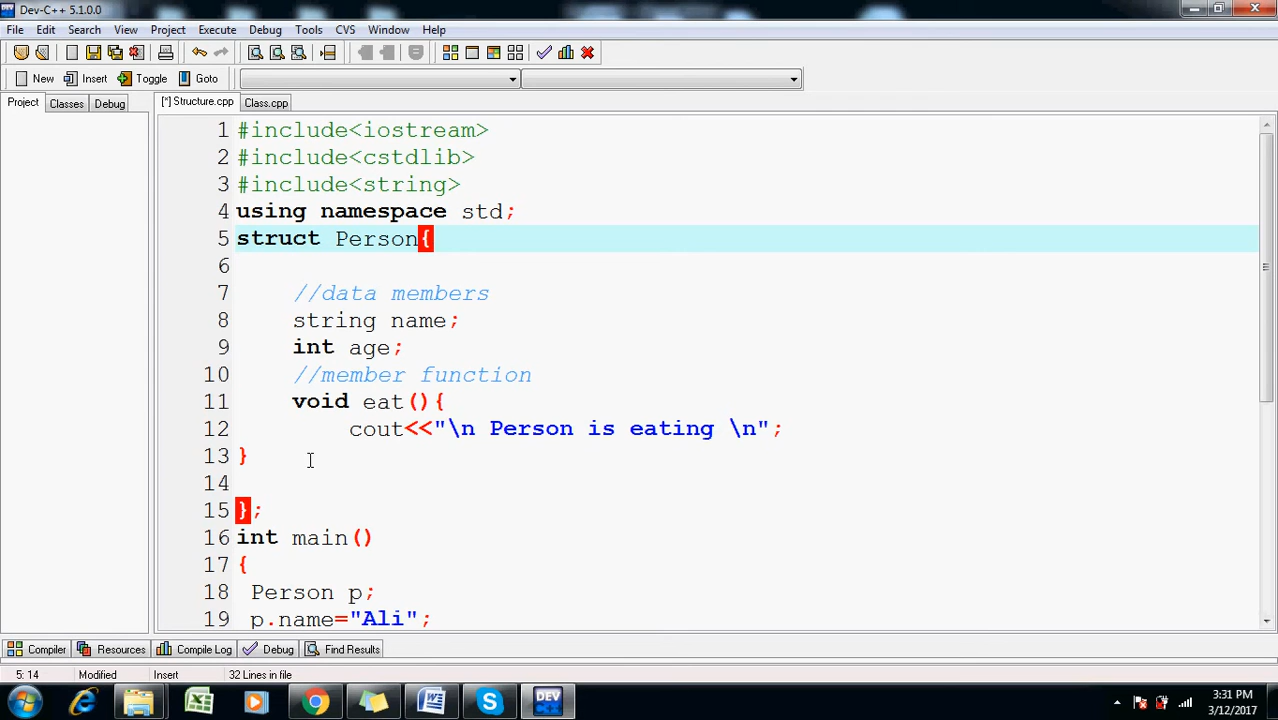 Dev-C++ 5.1.0.0
File Edit Search View Project Execute Debug Tools CVS Window Help
New Insert Toggle Goto
Project Classes Debug [*] Structure.cpp Class.cpp
1 #include<iostream>
2 #include<cstdlib>
3 #include<string>
4 using namespace std;
5 struct Person{
6
7 //data members
8 string name;
9 int age;
10 //member function
11 void eat(){
12 cout<<"\n Person is eating \n";
13 }
14
15 };
16 int main()
17 {
18 Person p;
19 p.name="Ali";
Compiler Resources Compile Log Debug Find Results
5: 14 Modified Insert 32 Lines in file
3:31 PM
3/12/2017